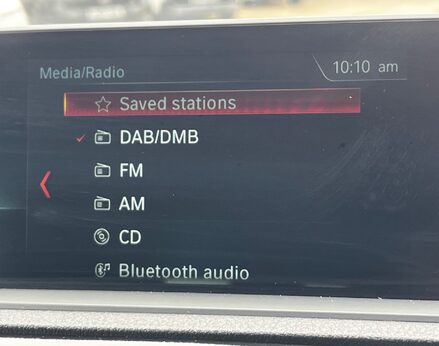 Media/Radio
10:10 am
Saved stations
DAB/DMB
FM
AM
CD
Bluetooth audio